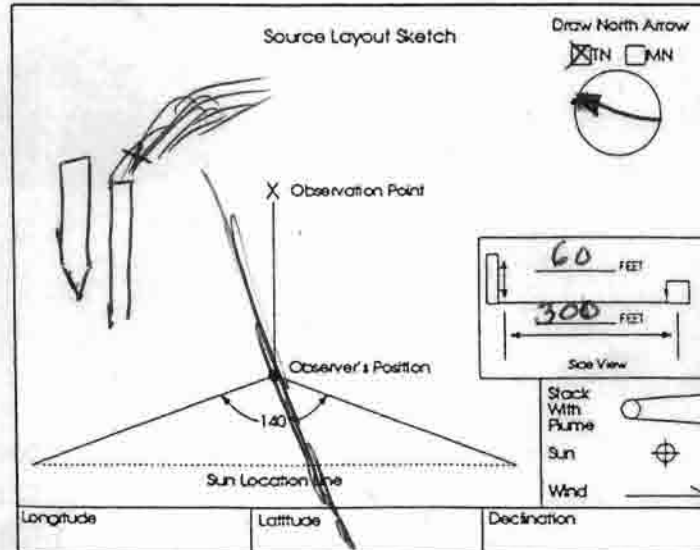 Source Layout Sketch
Draw North Arrow
TN MN
X Observation Point
60 FEET
300 FEET
Side View
Observer's Position
140
Sun Location Line
Stack
With
Plume
Sun
Wind
Longitude Latitude Declination